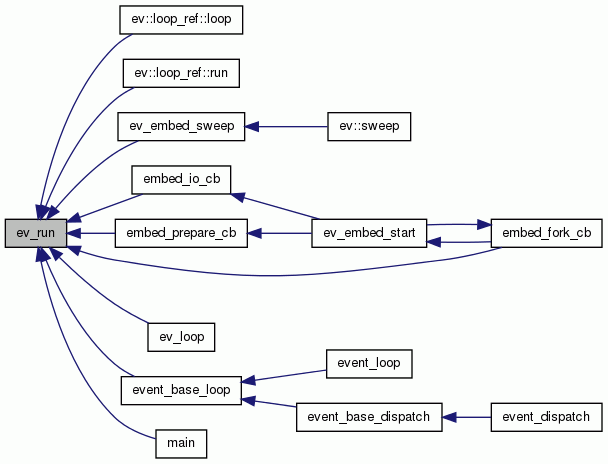 ev::loop_ref::loop
ev::loop_ref::run
ev_embed_sweep
ev::sweep
embed_io_cb
ev_run
embed_prepare_cb
ev_embed_start
embed_fork_cb
ev_loop
event_loop
event_base_loop
event_base_dispatch
event_dispatch
main